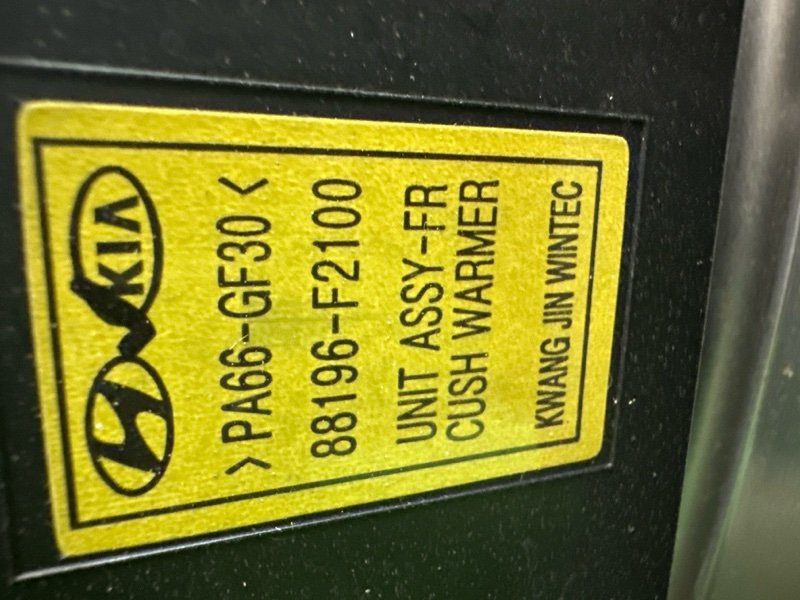 KIA
>PA66-GF30<
88196-F2100
UNIT ASSY-FR
CUSH WARMER
KWANG JIN WINTEC